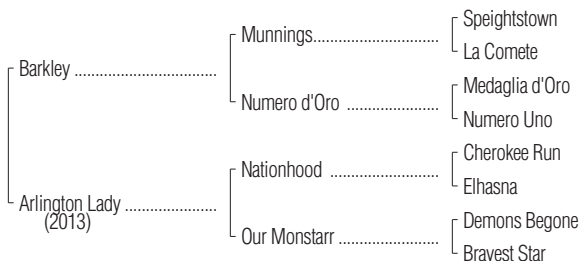 Speightstown
Munnings
La Comete
Barkley
Medaglia d'Oro
Numero d'Oro
Numero Uno
Cherokee Run
Nationhood
Elhasna
Arlington Lady
(2013)
Demons Begone
Our Monstarr
Bravest Star